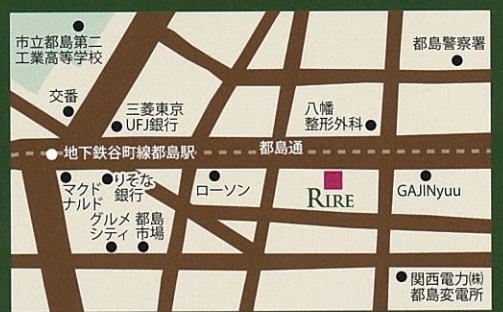 市立都島第二
工業高等学校
都島警察署
交番
三菱東京
UFJ銀行
八幡
整形外科
地下鉄谷町線都島駅
都島通
マクド
ナルド
りそな
銀行
ローソン
RIRE
GAJINyuu
グルメ
シティ
都島
市場
関西電力㈱
都島変電所